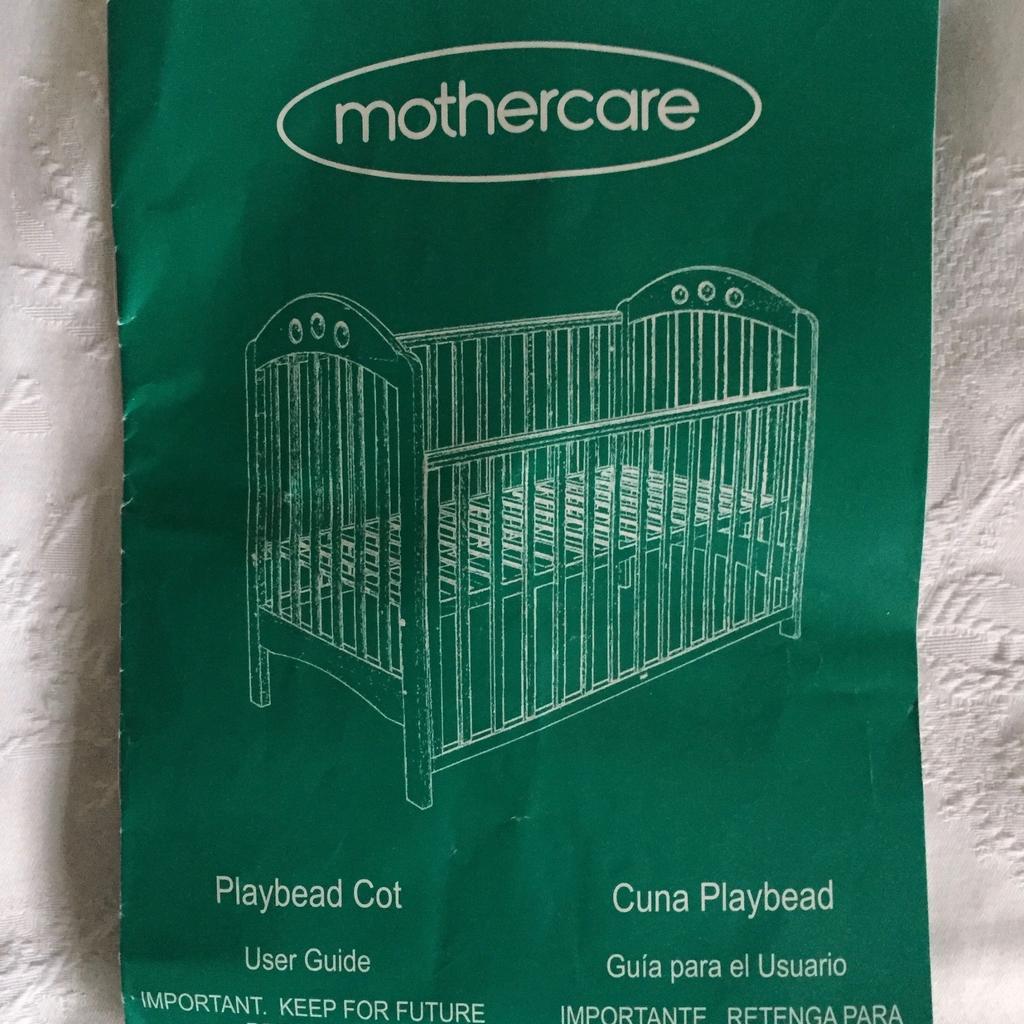 mothercare
Playbead Cot
User Guide
IMPORTANT. KEEP FOR FUTURE
Cuna Playbead
Guía para el Usuario
IMPORTANTE. RETENGA PARA